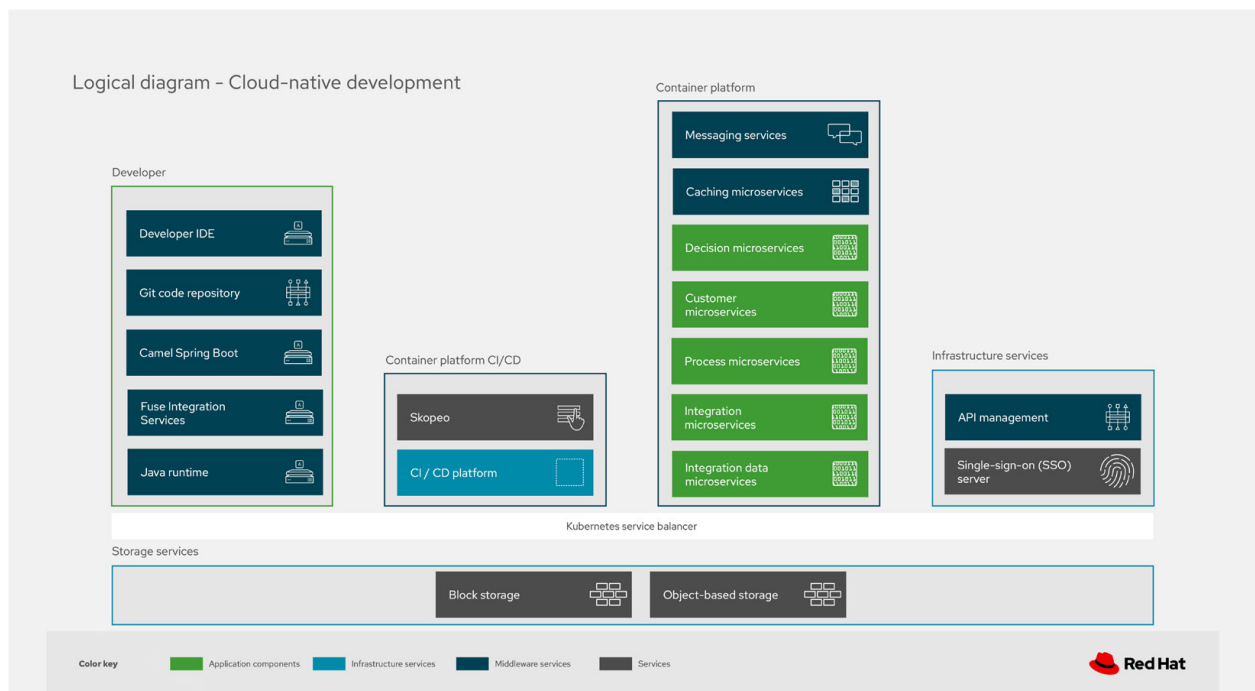 Logical diagram - Cloud-native development
Developer
Developer IDE
Git code repository
Camel Spring Boot
Fuse Integration
Services
Java runtime
Container platform CI/CD
Skopeo
CI / CD platform
Container platform
Messaging services
Caching microservices
Decision microservices
Customer
microservices
Process microservices
Integration
microservices
Integration data
microservices
Infrastructure services
API management
Single-sign-on (SSO)
server
Kubernetes service balancer
Storage services
Block storage
Object-based storage
Color key
Application components
Infrastructure services
Middleware services
Services
Red Hat